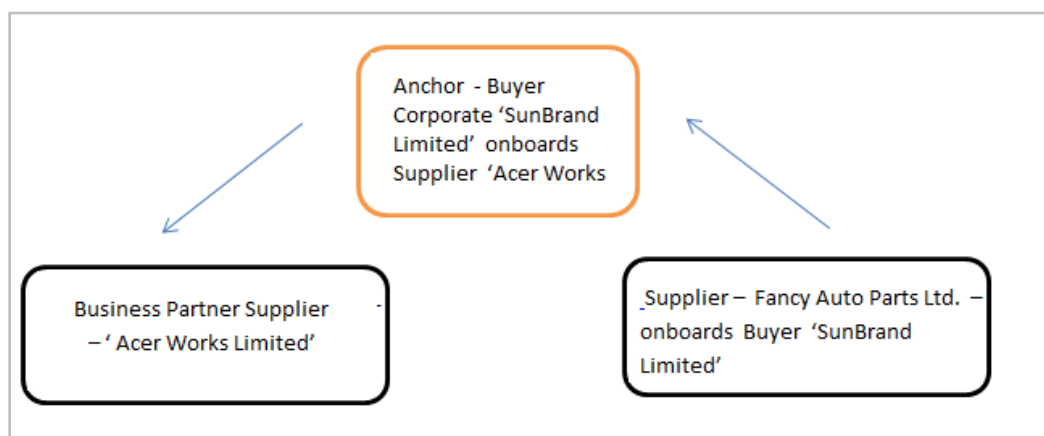 Anchor - Buyer
Corporate ‘SunBrand
Limited’ onboards
Supplier ‘Acer Works
Business Partner Supplier -
– ‘ Acer Works Limited’
Supplier – Fancy Auto Parts Ltd. –
onboards Buyer ‘SunBrand
Limited’